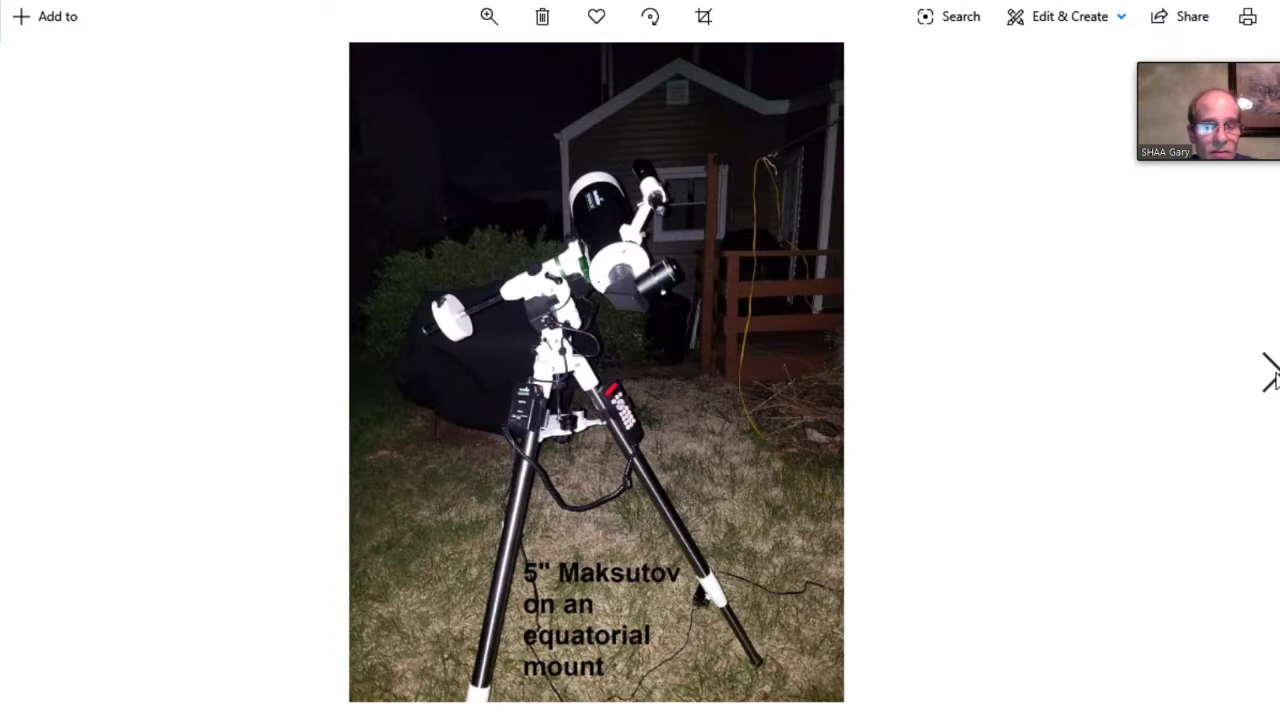 Add to
Search
Edit & Create
Share
SHAA Gary
5" Maksutov
on an
equatorial
mount